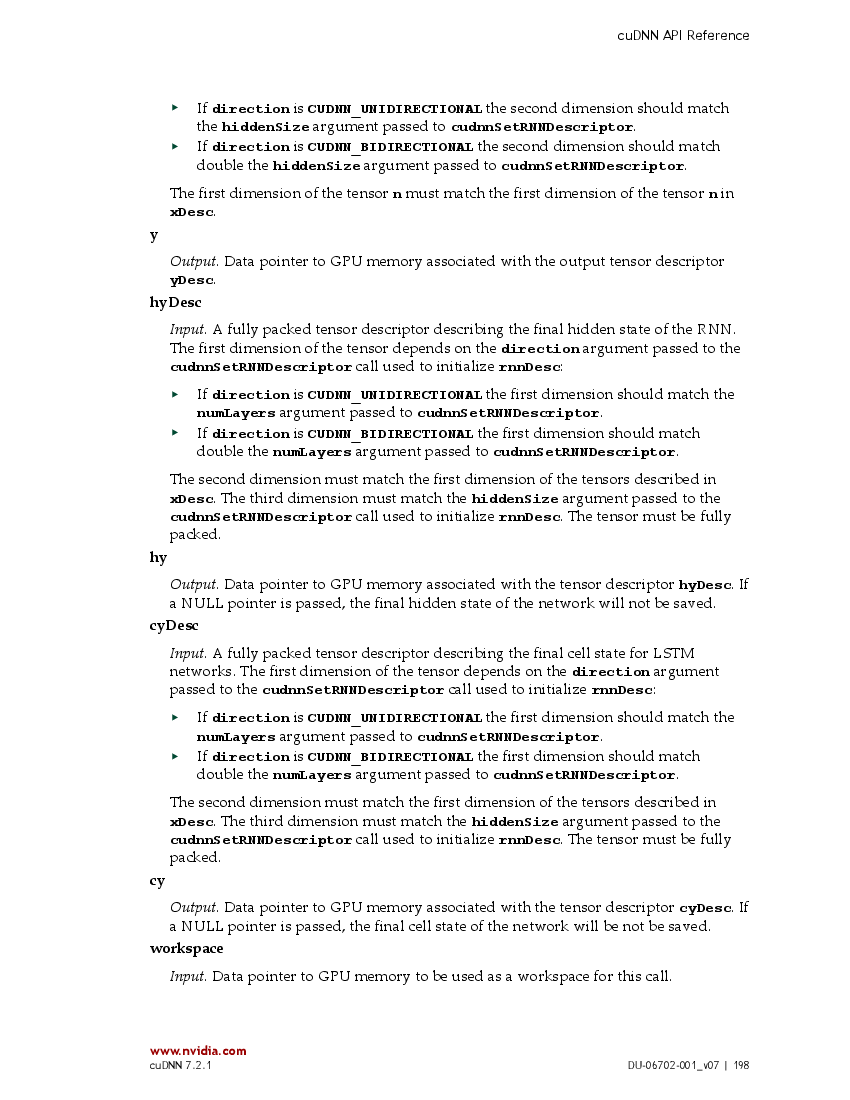 cuDNN API Reference
‣ If direction is CUDNN_UNIDIRECTIONAL the second dimension should match
the hiddenSize argument passed to cudnnSetRNNDescriptor.
‣ If direction is CUDNN_BIDIRECTIONAL the second dimension should match
double the hiddenSize argument passed to cudnnSetRNNDescriptor.
The first dimension of the tensor n must match the first dimension of the tensor n in
xDesc.
y
Output. Data pointer to GPU memory associated with the output tensor descriptor
yDesc.
hyDesc
Input. A fully packed tensor descriptor describing the final hidden state of the RNN.
The first dimension of the tensor depends on the direction argument passed to the
cudnnSetRNNDescriptor call used to initialize rnnDesc:
‣ If direction is CUDNN_UNIDIRECTIONAL the first dimension should match the
numLayers argument passed to cudnnSetRNNDescriptor.
‣ If direction is CUDNN_BIDIRECTIONAL the first dimension should match
double the numLayers argument passed to cudnnSetRNNDescriptor.
The second dimension must match the first dimension of the tensors described in
xDesc. The third dimension must match the hiddenSize argument passed to the
cudnnSetRNNDescriptor call used to initialize rnnDesc. The tensor must be fully
packed.
hy
Output. Data pointer to GPU memory associated with the tensor descriptor hyDesc. If
a NULL pointer is passed, the final hidden state of the network will not be saved.
cyDesc
Input. A fully packed tensor descriptor describing the final cell state for LSTM
networks. The first dimension of the tensor depends on the direction argument
passed to the cudnnSetRNNDescriptor call used to initialize rnnDesc:
‣ If direction is CUDNN_UNIDIRECTIONAL the first dimension should match the
numLayers argument passed to cudnnSetRNNDescriptor.
‣ If direction is CUDNN_BIDIRECTIONAL the first dimension should match
double the numLayers argument passed to cudnnSetRNNDescriptor.
The second dimension must match the first dimension of the tensors described in
xDesc. The third dimension must match the hiddenSize argument passed to the
cudnnSetRNNDescriptor call used to initialize rnnDesc. The tensor must be fully
packed.
cy
Output. Data pointer to GPU memory associated with the tensor descriptor cyDesc. If
a NULL pointer is passed, the final cell state of the network will be not be saved.
workspace
Input. Data pointer to GPU memory to be used as a workspace for this call.
www.nvidia.com
cuDNN 7.2.1 DU-06702-001_v07 | 198